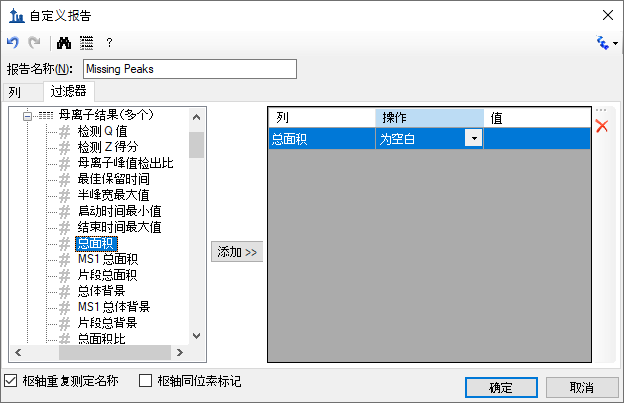 自定义报告
?
报告名称(N):
Missing Peaks
列
过滤器
母离子结果(多个)
检测 Q 值
检测 Z 得分
母离子峰值检出比
最佳保留时间
半峰宽最大值
启动时间最小值
结束时间最大值
总面积
MS1 总面积
片段总面积
总体背景
MS1 总体背景
片段总背景
总面积比
添加 >>
列 操作 值
总面积 为空白
枢轴重复测定名称
枢轴同位素标记
确定
取消